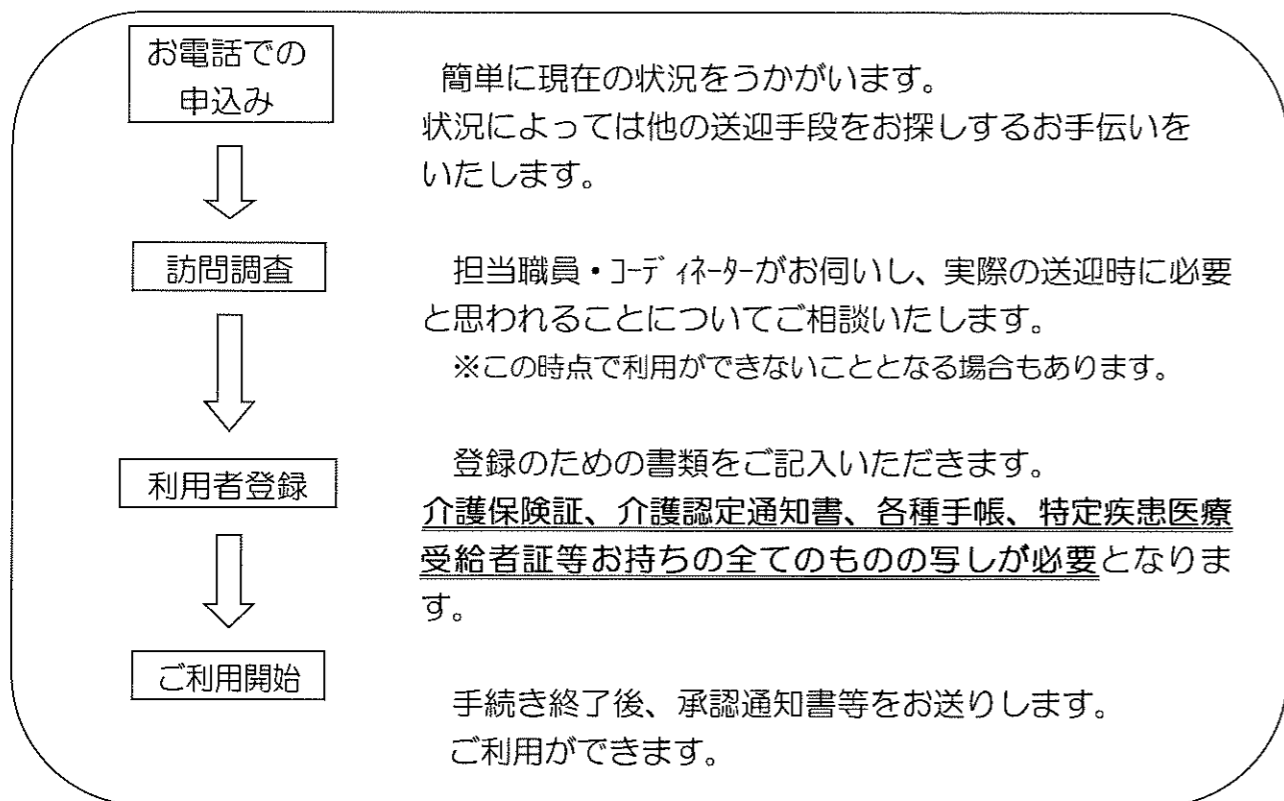 お電話での
申込み
簡単に現在の状況をうかがいます。
状況によっては他の送迎手段をお探しするお手伝いを
いたします。
訪問調査
担当職員・ｺｰﾃﾞｨﾈｰﾀｰがお伺いし、実際の送迎時に必要
と思われることについてご相談いたします。
※この時点で利用ができないこととなる場合もあります。
利用者登録
登録のための書類をご記入いただきます。
介護保険証、介護認定通知書、各種手帳、特定疾患医療
受給者証等お持ちの全てのものの写しが必要となりま
す。
ご利用開始
手続き終了後、承認通知書等をお送りします。
ご利用ができます。